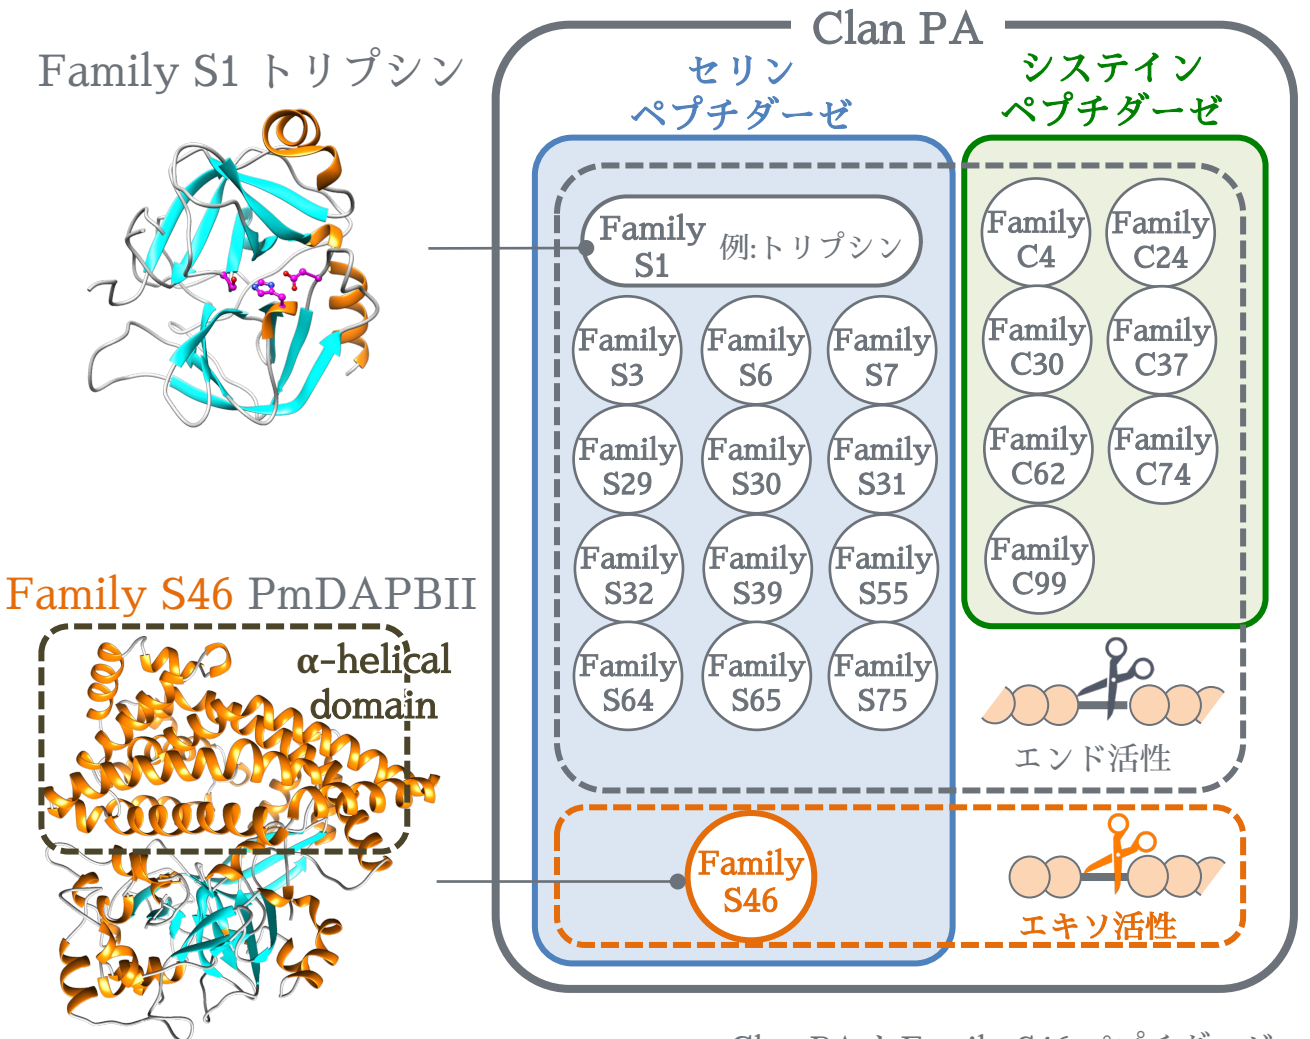 Clan PA
Family S1 トリプシン
セリン
ペプチダーゼ
システイン
ペプチダーゼ
Family
S1
例:トリプシン
Family
S3
Family
S6
Family
S7
Family
S29
Family
S30
Family
S31
Family
S32
Family
S39
Family
S55
Family
S64
Family
S65
Family
S75
Family
C4
Family
C24
Family
C30
Family
C37
Family
C62
Family
C74
Family
C99
エンド活性
Family S46 PmDAPBII
α-helical
domain
Family
S46
エキソ活性